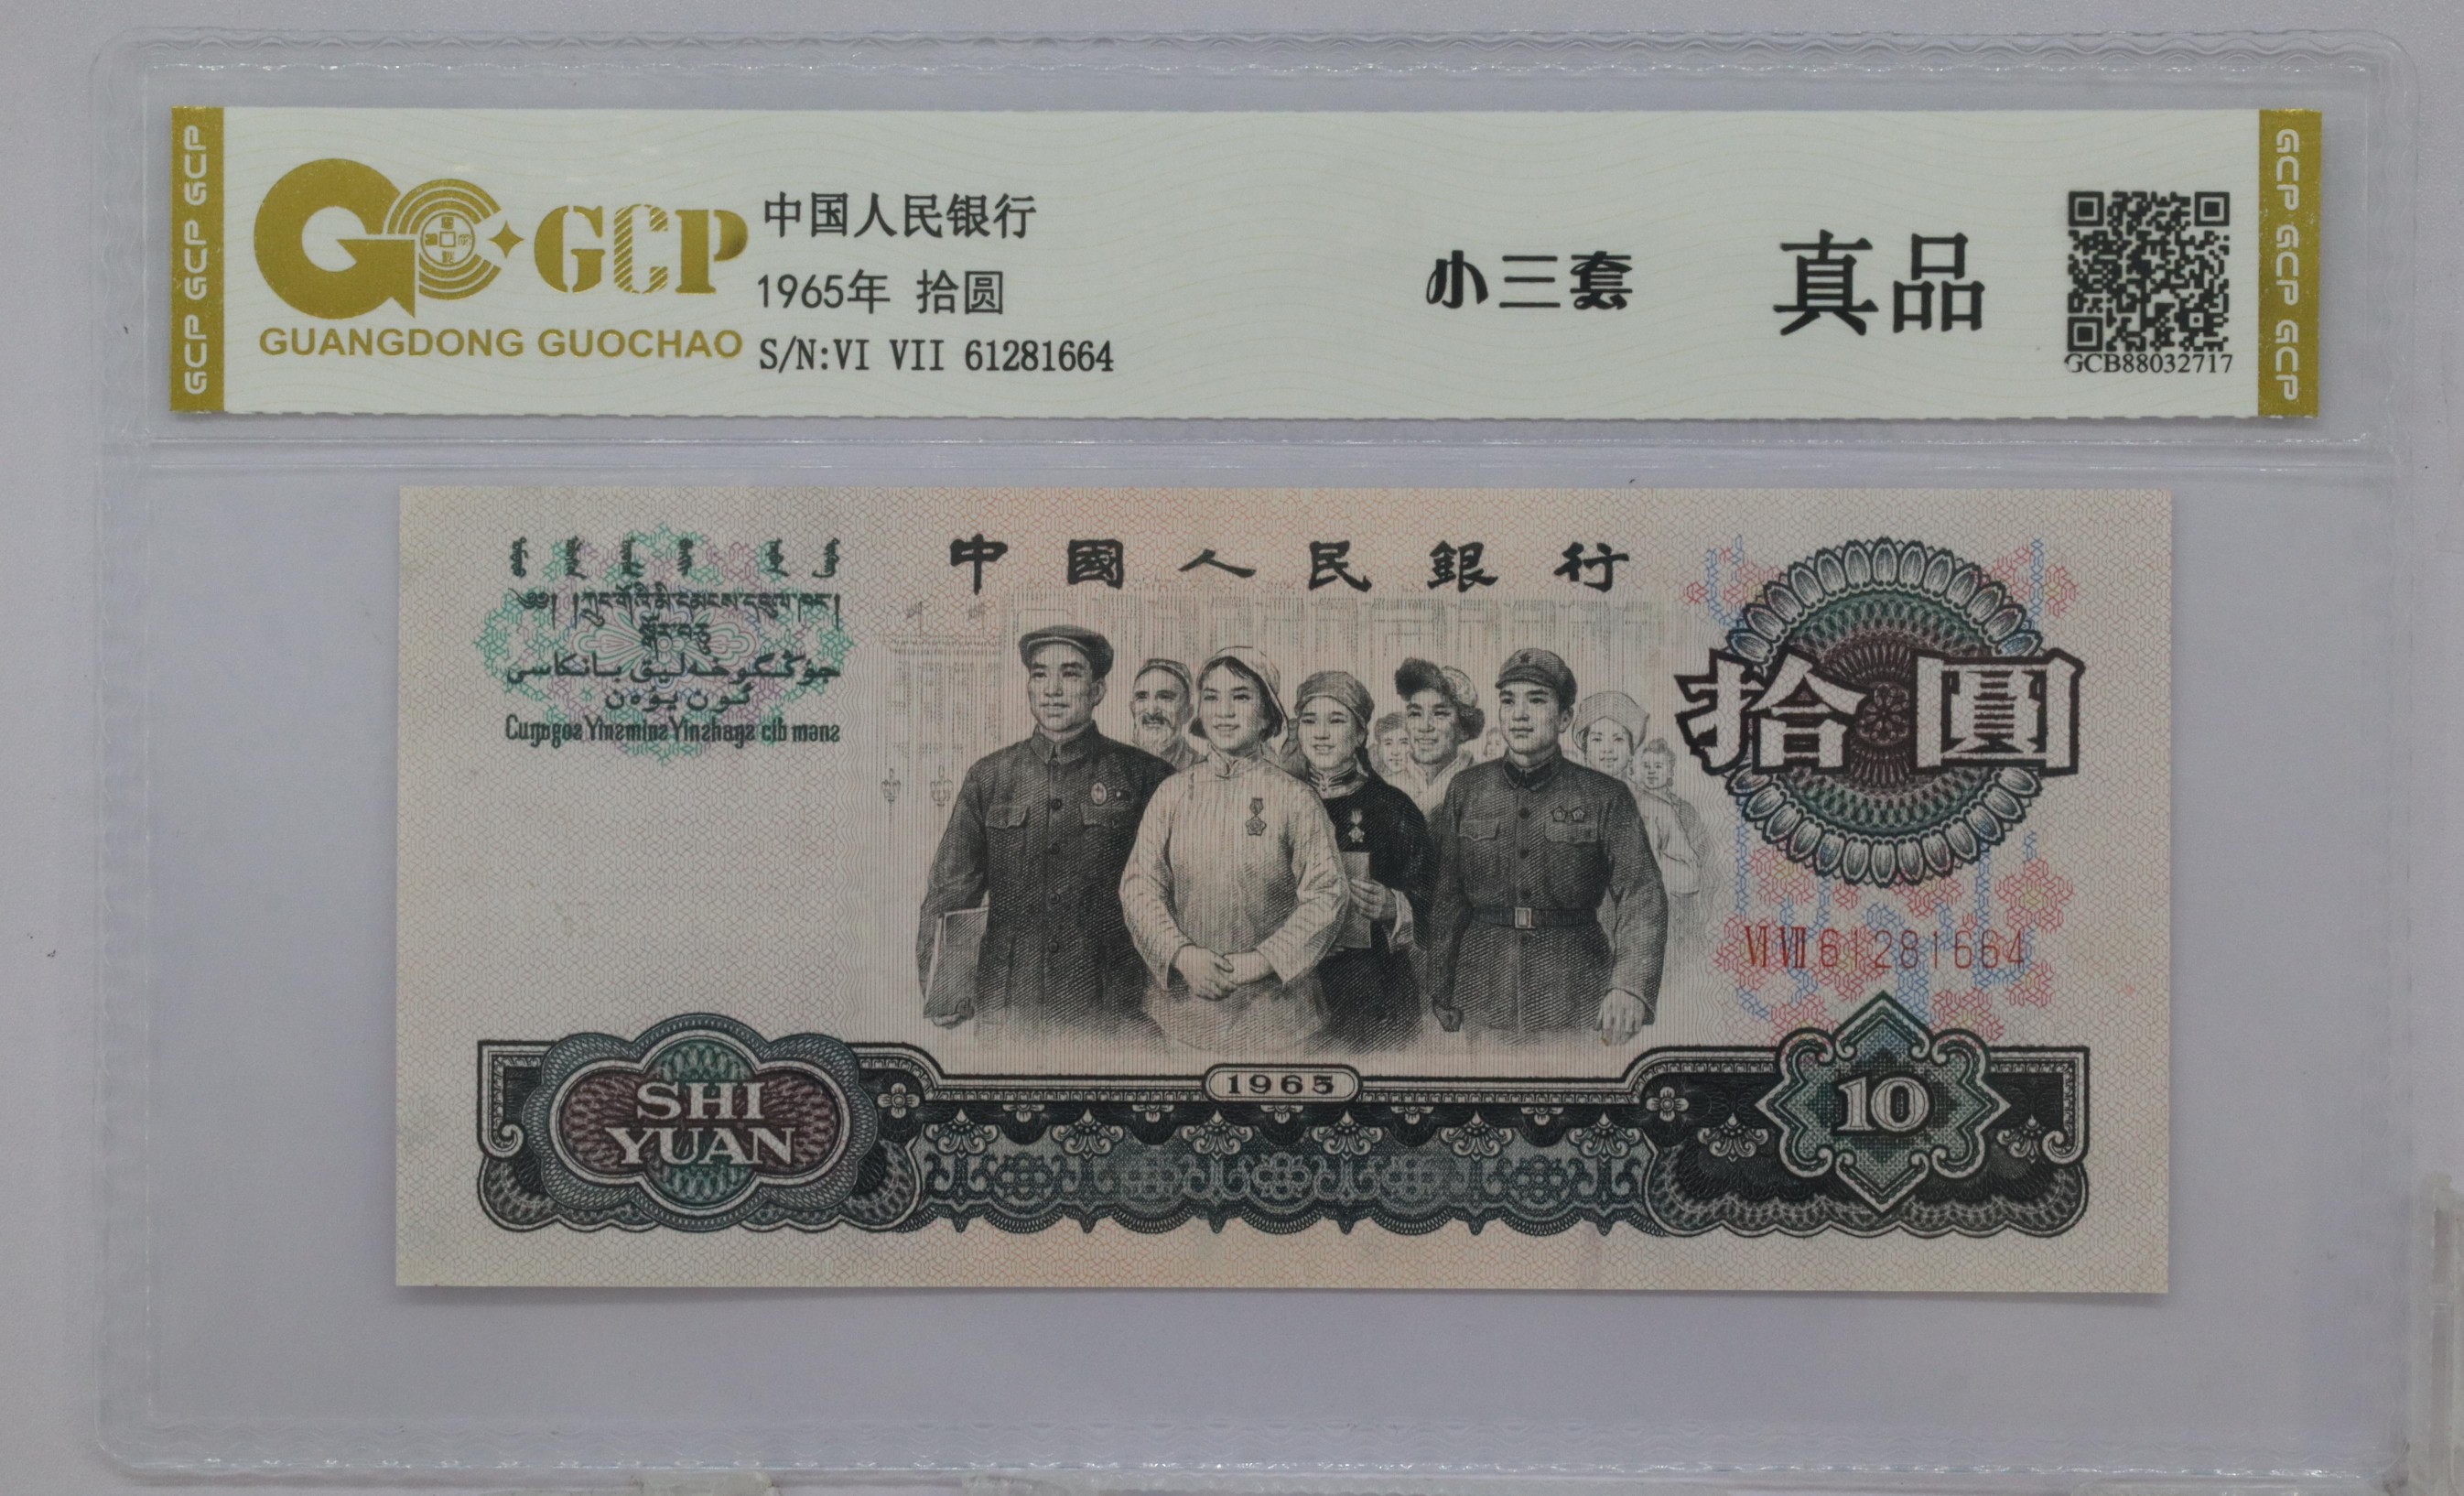 GCP GCP GCP
GCP
GUANGDONG GUOCHAO
中国人民银行
1965年 拾圆
S/N:VI VII 61281664
小三套
真品
GCB88032717
GCP GCP GCP
中國人民銀行
拾圓
VI VII 61281664
1965
SHI
YUAN
10